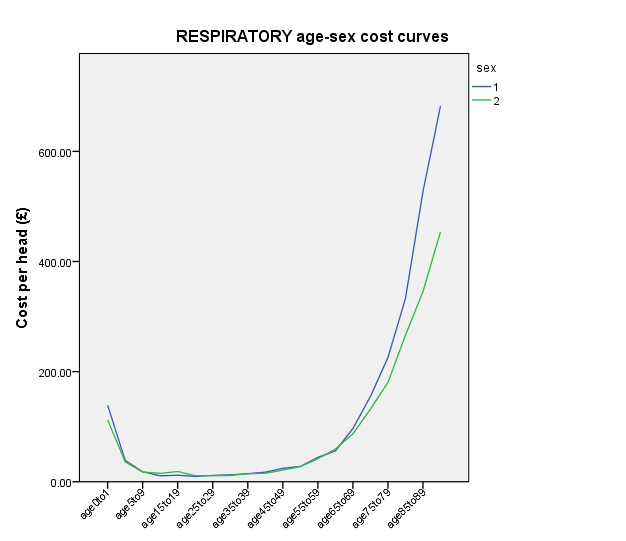 RESPIRATORY age-sex cost curves
sex
1
2
Cost per head (£)
600.00
400.00
200.00
0.00
age0to1
age5to9
age15to19
age25to29
age35to39
age45to49
age55to59
age65to69
age75to79
age85to89